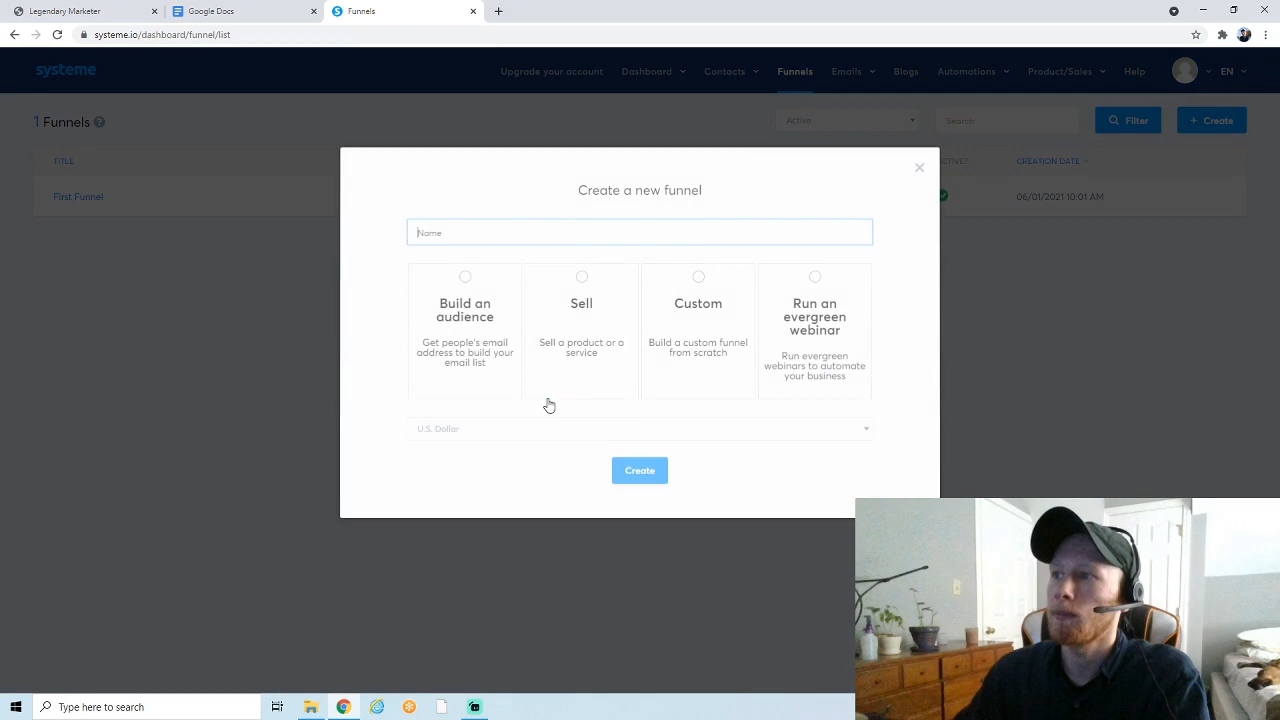 Legendary Marketer
Google Docs
Funnels
systeme.io/dashboard/funnel/list
systeme
Upgrade your account
Dashboard
Contacts
Funnels
Emails
Blogs
Automations
Product/Sales
Help
EN
1 Funnels
Active
Search:
Filter
+ Create
TITLE
CTIVE?
CREATION DATE
First Funnel
06/01/2021 10:01 AM
Create a new funnel
Name
Build an
audience
Get people's email
address to build your
email list
Sell
Sell a product or a
service
Custom
Build a custom funnel
from scratch
Run an
evergreen
webinar
Run evergreen
webinars to automate
your business
U.S. Dollar
Create
Type here to search